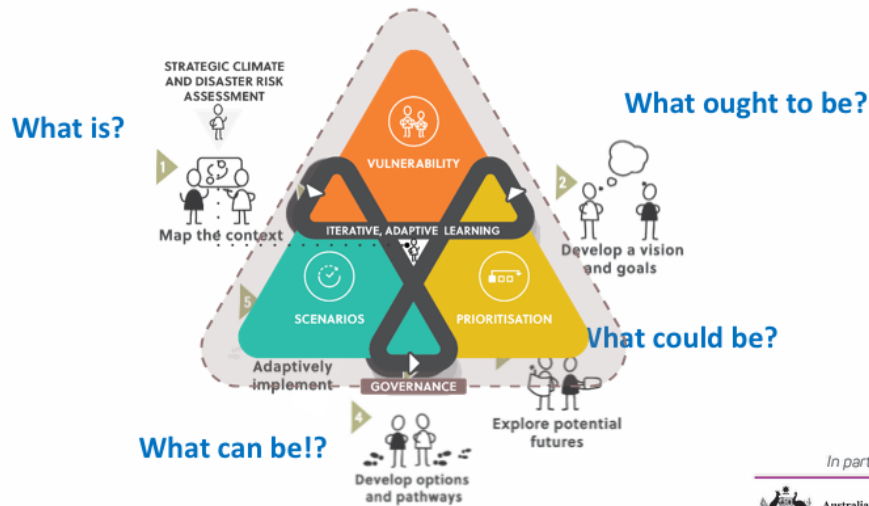 STRATEGIC CLIMATE
AND DISASTER RISK
ASSESSMENT
What is?
What ought to be?
1
Map the context
VULNERABILITY
2
Develop a vision
and goals
ITERATIVE, ADAPTIVE LEARNING
5
SCENARIOS
PRIORITISATION
What could be?
Adaptively
implement
GOVERNANCE
Explore potential
futures
4
What can be!?
Develop options
and pathways
In part
Australia